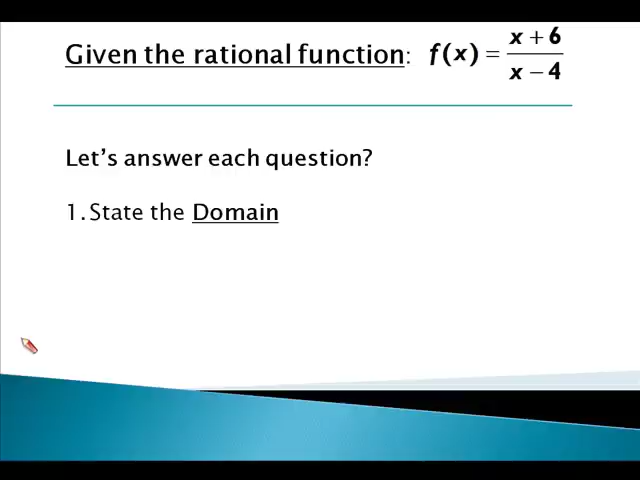 Given the rational function: f(x) = x + 6 / x − 4
Let's answer each question?
1. State the Domain